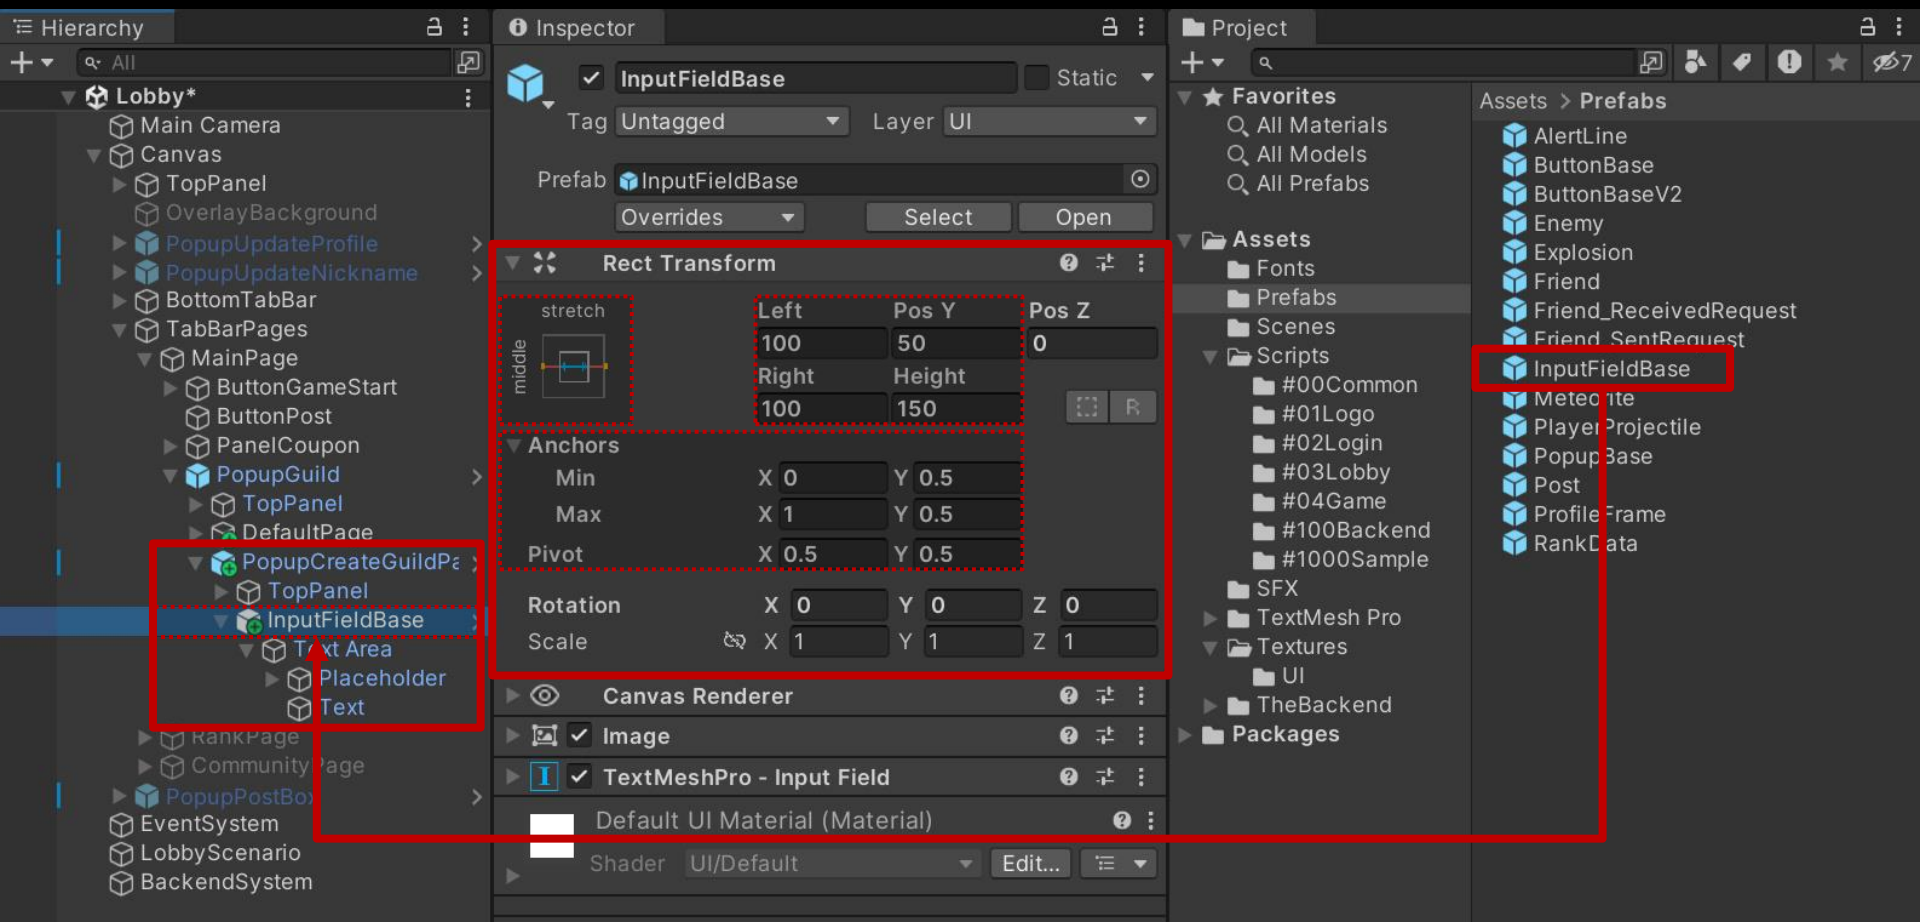 Hierarchy
All
Lobby*
Main Camera
Canvas
TopPanel
OverlayBackground
PopupUpdateProfile
PopupUpdateNickname
BottomTabBar
TabBarPages
MainPage
ButtonGameStart
ButtonPost
PanelCoupon
PopupGuild
TopPanel
DefaultPage
PopupCreateGuildPa
TopPanel
InputFieldBase
Text Area
Placeholder
Text
RankPage
CommunityPage
PopupPostBox
EventSystem
LobbyScenario
BackendSystem
Inspector
InputFieldBase
Static
Tag Untagged Layer UI
Prefab InputFieldBase
Overrides Select Open
Rect Transform
stretch
middle
Left Pos Y Pos Z
100 50 0
Right Height
100 150
R
Anchors
Min X 0 Y 0.5
Max X 1 Y 0.5
Pivot X 0.5 Y 0.5
Rotation X 0 Y 0 Z 0
Scale X 1 Y 1 Z 1
Canvas Renderer
Image
TextMeshPro - Input Field
Default UI Material (Material)
Shader UI/Default Edit...
Project
7
Favorites
All Materials
All Models
All Prefabs
Assets
Fonts
Prefabs
Scenes
Scripts
#00Common
#01Logo
#02Login
#03Lobby
#04Game
#100Backend
#1000Sample
SFX
TextMesh Pro
Textures
UI
TheBackend
Packages
Assets > Prefabs
AlertLine
ButtonBase
ButtonBaseV2
Enemy
Explosion
Friend
Friend_ReceivedRequest
Friend_SentRequest
InputFieldBase
Meteorite
PlayerProjectile
PopupBase
Post
ProfileFrame
RankData